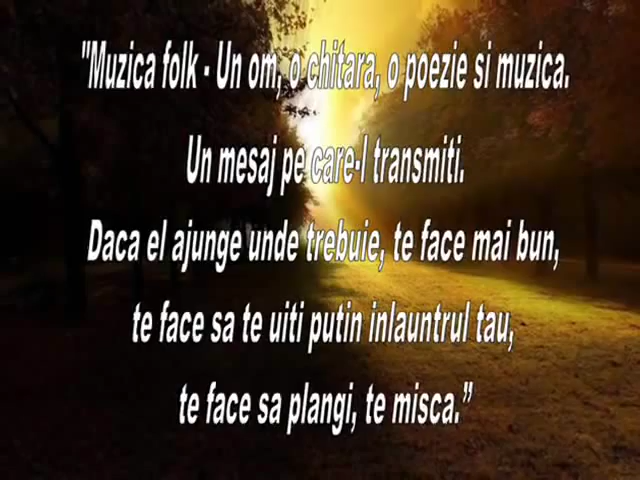 "Muzica folk - Un om, o chitara, o poezie si muzica.
Un mesaj pe care-l transmiti.
Daca el ajunge unde trebuie, te face mai bun,
te face sa te uiti putin inlauntrul tau,
te face sa plangi, te misca.”